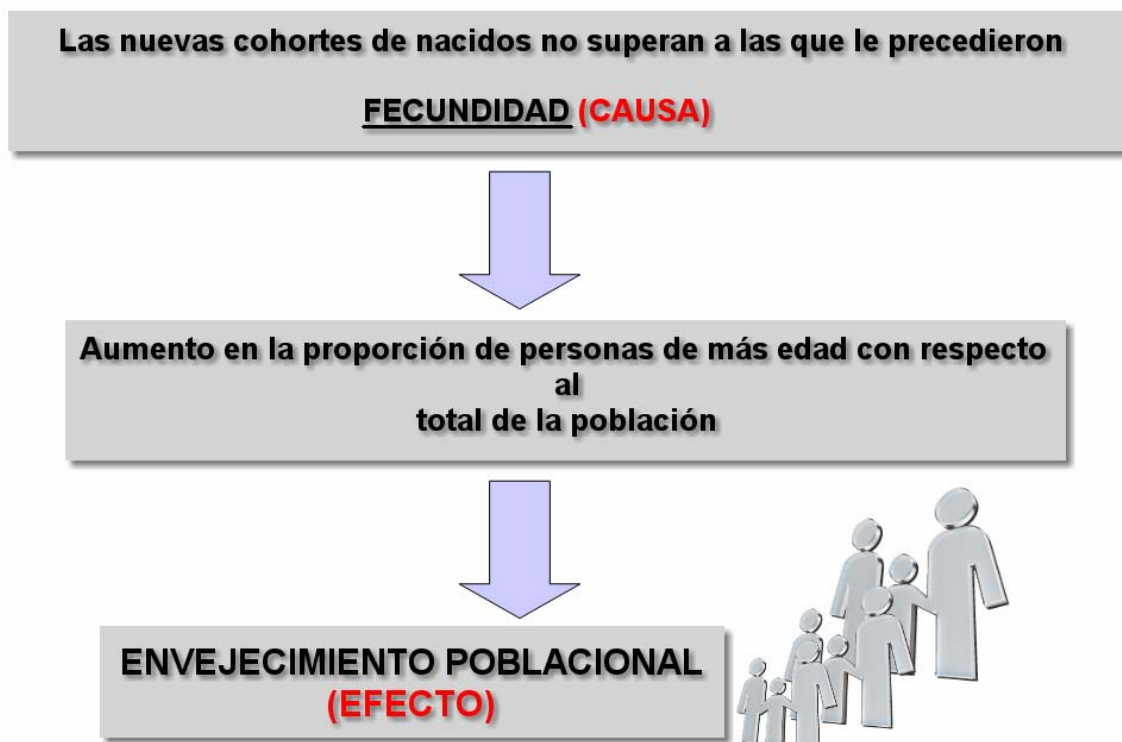 Las nuevas cohortes de nacidos no superan a las que le precedieron
FECUNDIDAD (CAUSA)
Aumento en la proporción de personas de más edad con respecto
al
total de la población
ENVEJECIMIENTO POBLACIONAL
(EFECTO)